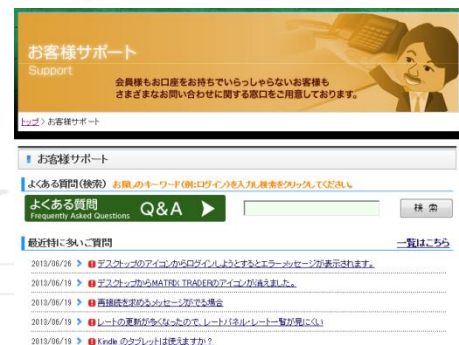 お客様サポート
Support
会員様もお口座をお持ちでいらっしゃらないお客様も
さまざまなお問い合わせに関する窓口をご用意しております。
トップ > お客様サポート
お客様サポート
よくある質問(検索) お探しのキーワード(例:ログイン)を入力し検索をクリックしてください。
よくある質問
Frequently Asked Questions
Q&A
検 索
最近特に多いご質問
一覧はこちら
2013/06/26 デスクトップのアイコンからログインしようとするとエラーメッセージが表示されます。
2013/06/19 デスクトップからMATRIX TRADERのアイコンが消えました。
2013/06/19 再接続を求めるメッセージがでる場合
2013/06/19 レートの更新が多くなったので、レートパネル・レート一覧が見にくい
2013/06/19 Kindle のタブレットは使えますか？